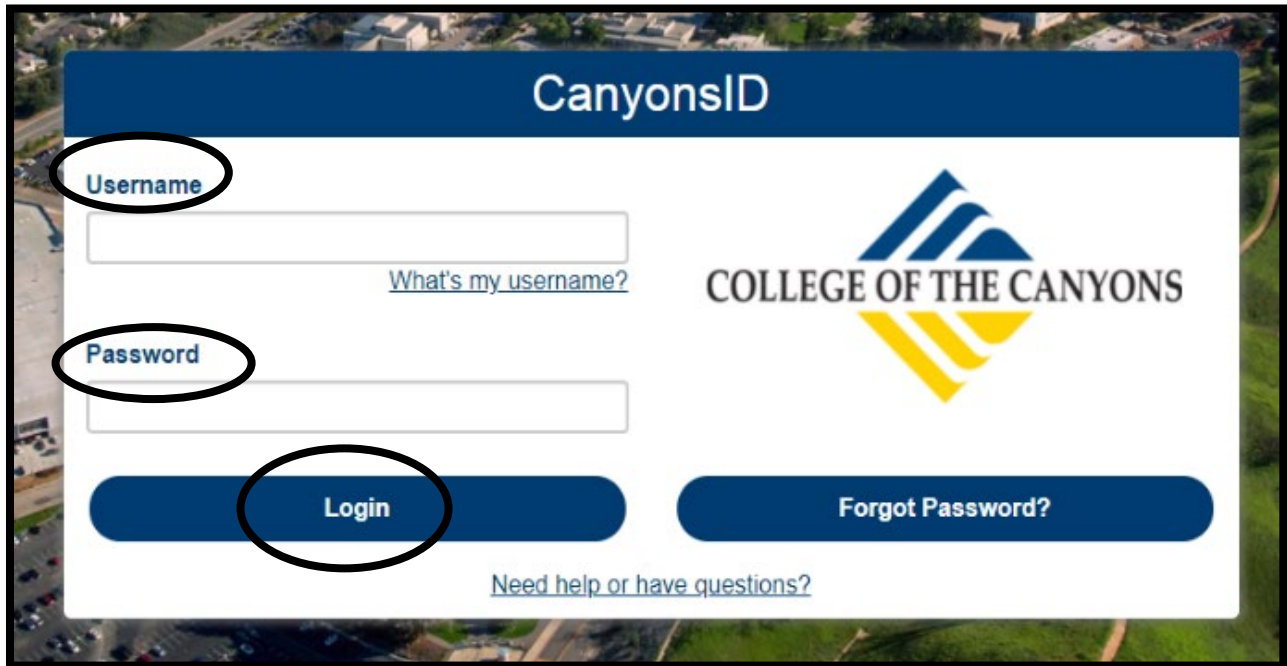 CanyonsID
Username
What's my username?
Password
Login
COLLEGE OF THE CANYONS
Forgot Password?
Need help or have questions?